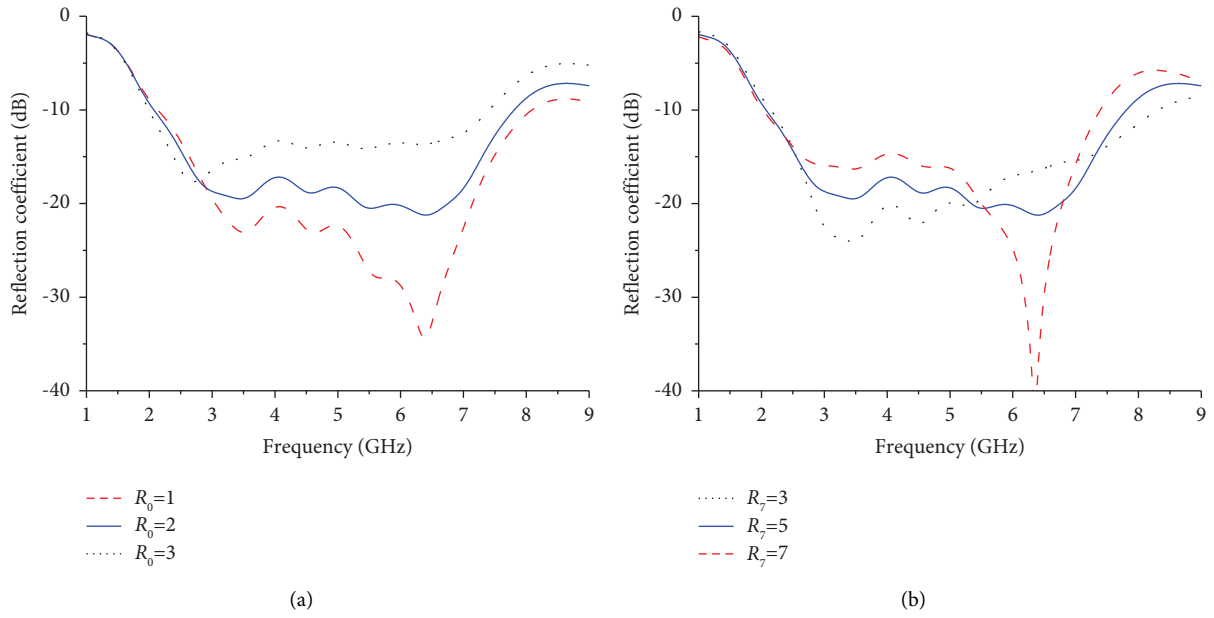 0
-10
-20
-30
-40
Reflection coefficient (dB)
1 2 3 4 5 6 7 8 9
Frequency (GHz)
R₀=1
R₀=2
R₀=3
(a)
0
-10
-20
-30
-40
Reflection coefficient (dB)
1 2 3 4 5 6 7 8 9
Frequency (GHz)
R₇=3
R₇=5
R₇=7
(b)